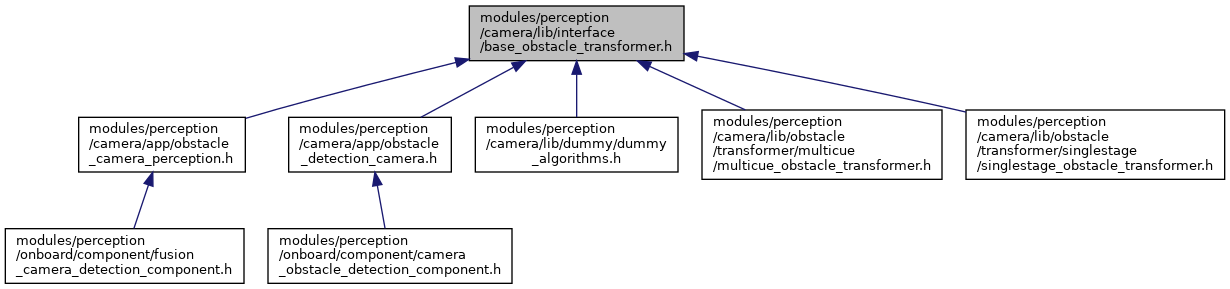 modules/perception
/camera/lib/interface
/base_obstacle_transformer.h
modules/perception
/camera/app/obstacle
_camera_perception.h
modules/perception
/camera/app/obstacle
_detection_camera.h
modules/perception
/camera/lib/dummy/dummy
_algorithms.h
modules/perception
/camera/lib/obstacle
/transformer/multicue
/multicue_obstacle_transformer.h
modules/perception
/camera/lib/obstacle
/transformer/singlestage
/singlestage_obstacle_transformer.h
modules/perception
/onboard/component/fusion
_camera_detection_component.h
modules/perception
/onboard/component/camera
_obstacle_detection_component.h